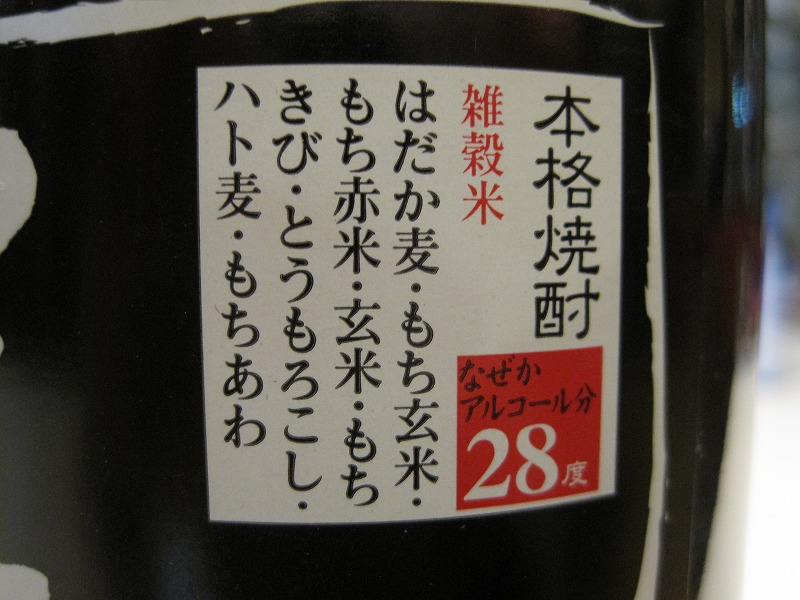 本格焼酎
雑穀米
なぜか
アルコール分
28度
はだか麦・もち玄米・
もち赤米・玄米・もち
きび・とうもろこし・
ハト麦・もちあわ